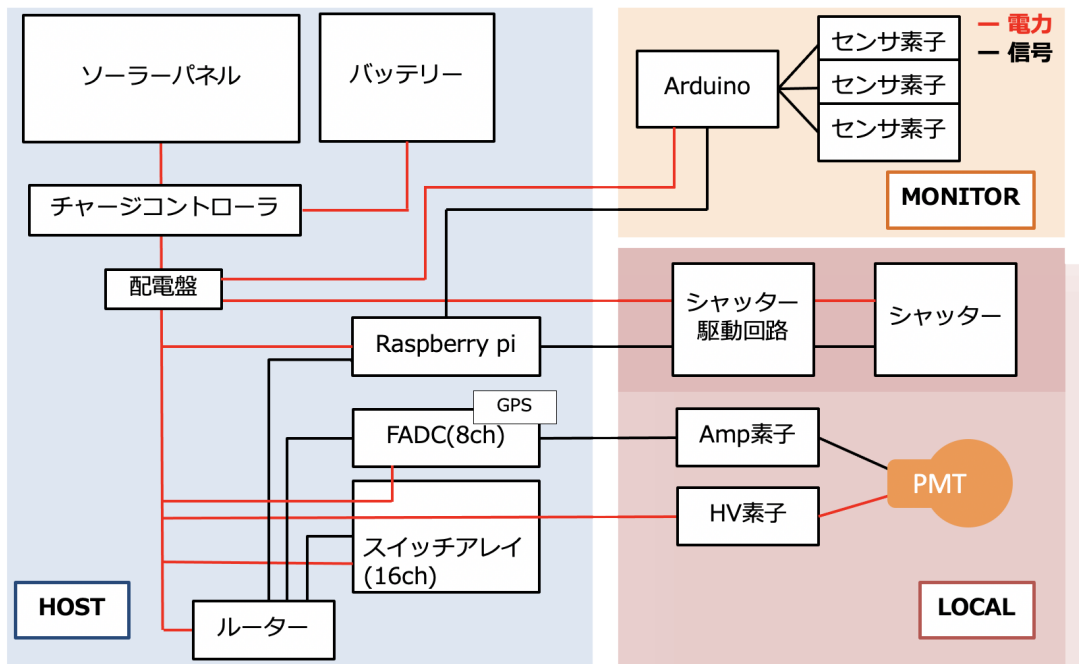 ソーラーパネル
バッテリー
チャージコントローラ
配電盤
Raspberry pi
GPS
FADC(8ch)
スイッチアレイ
(16ch)
ルーター
HOST
Arduino
センサ素子
センサ素子
センサ素子
電力
信号
MONITOR
シャッター
駆動回路
シャッター
Amp素子
HV素子
PMT
LOCAL